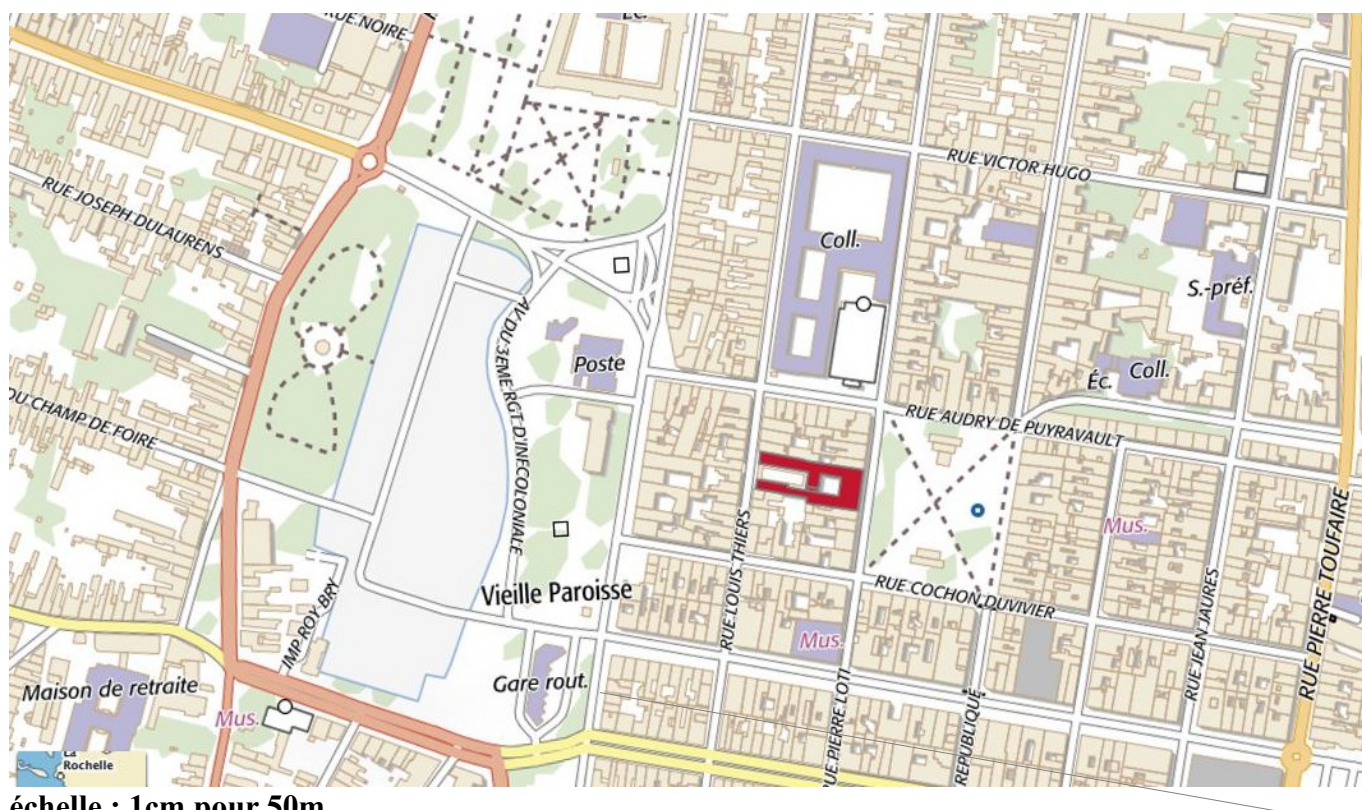 RUE NOIRE
Éc.
RUE VICTOR HUGO
RUE JOSEPH DULAURENS
Coll.
S.-préf.
AV. DU 3EME RGT D'INF COLONIALE
Poste
Éc.
Coll.
DU CHAMP DE FOIRE
RUE AUDRY DE PUYRAVAULT
RUE LOUIS THIERS
Mus.
RUE PIERRE TOUFAIRE
IMP ROY BRY
Vieille Paroisse
RUE COCHON DUVIVIER
RUE JEAN JAURES
Mus.
Maison de retraite
Gare rout.
Mus.
RUE PIERRE LOTI
REPUBLIQUE
La
Rochelle
échelle : 1cm pour 50m